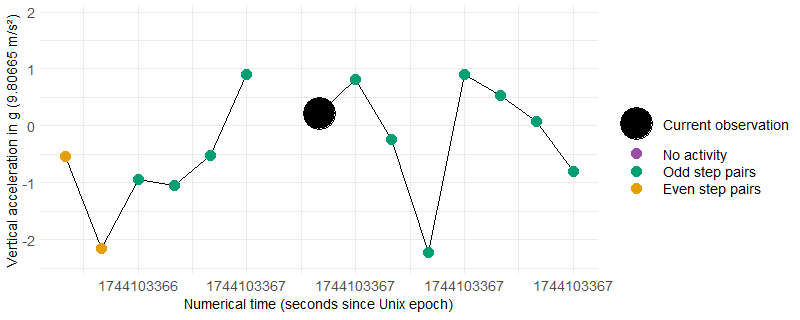 Vertical acceleration in g (9.80665 m/s²)
2
1
0
-1
-2
1744103366 1744103367 1744103367 1744103367 1744103367
Numerical time (seconds since Unix epoch)
Current observation
No activity
Odd step pairs
Even step pairs